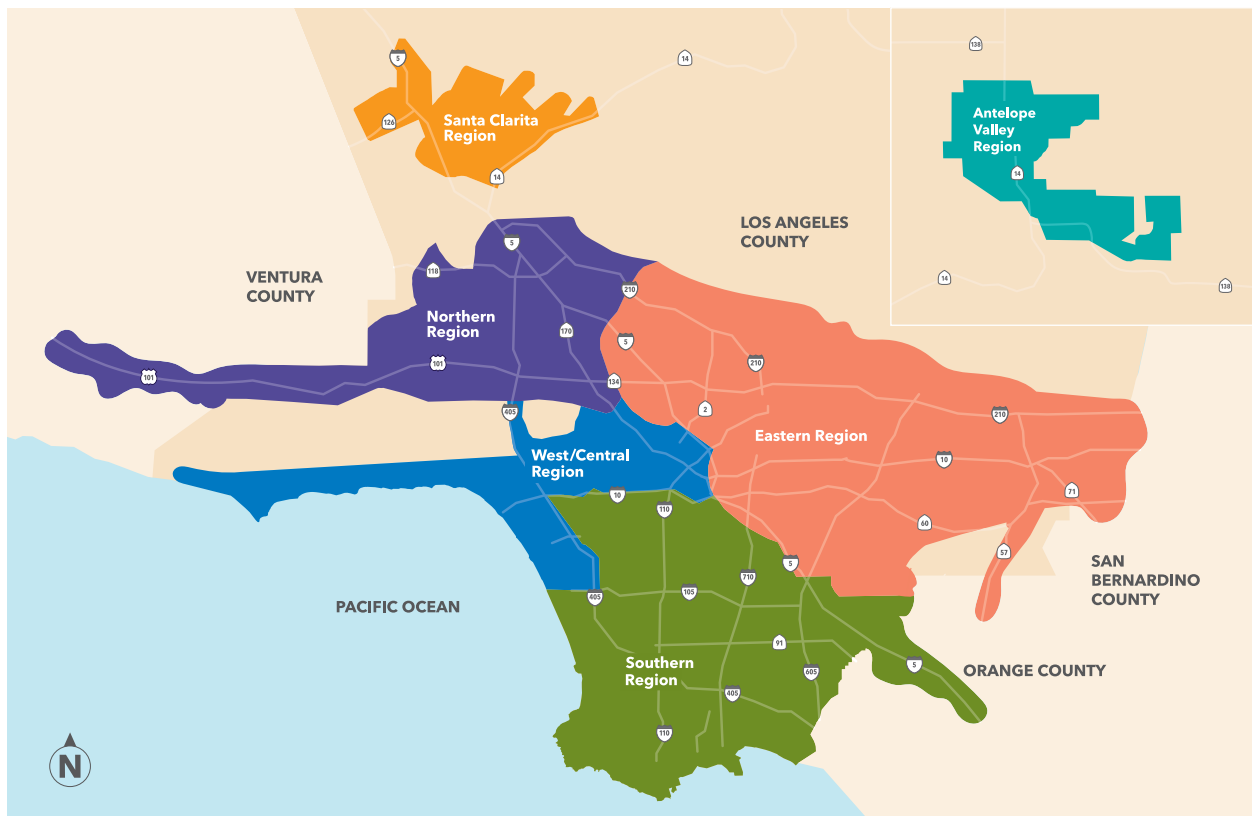 5
14
138
126
Santa Clarita
Region
14
Antelope
Valley
Region
14
LOS ANGELES
COUNTY
5
118
VENTURA
COUNTY
14
138
210
Northern
Region
170
5
101
101
210
134
405
2
210
Eastern Region
West/Central
Region
10
10
71
110
60
57
5
SAN
BERNARDINO
COUNTY
710
405
105
PACIFIC OCEAN
91
Southern
Region
5
605
ORANGE COUNTY
405
110
N